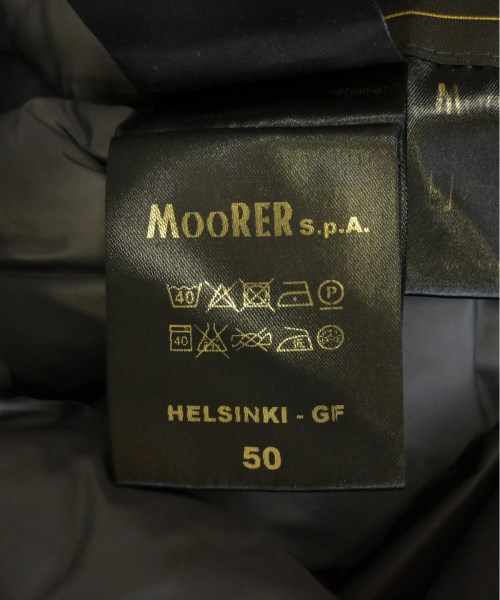 MOORER S.p.A.
40 P
40
HELSINKI - GF
50
M